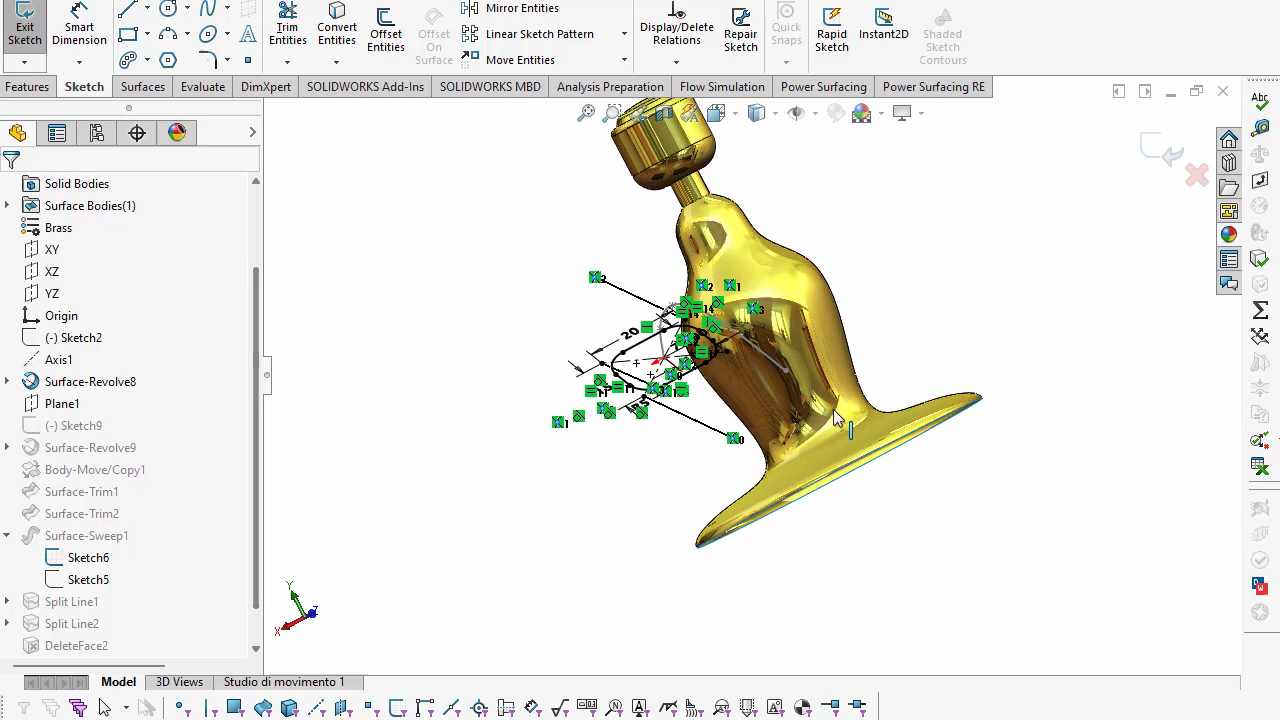 Exit Sketch
Smart Dimension
Trim Entities
Convert Entities
Offset Entities
Offset On Surface
Mirror Entities
Linear Sketch Pattern
Move Entities
Display/Delete Relations
Repair Sketch
Quick Snaps
Rapid Sketch
Instant2D
Shaded Sketch Contours
Features
Sketch
Surfaces
Evaluate
DimXpert
SOLIDWORKS Add-Ins
SOLIDWORKS MBD
Analysis Preparation
Flow Simulation
Power Surfacing
Power Surfacing RE
Solid Bodies
Surface Bodies(1)
Brass
XY
XZ
YZ
Origin
(-) Sketch2
Axis1
Surface-Revolve8
Plane1
(-) Sketch9
Surface-Revolve9
Body-Move/Copy1
Surface-Trim1
Surface-Trim2
Surface-Sweep1
Sketch6
Sketch5
Split Line1
Split Line2
DeleteFace2
20
Y
X
Z
Model
3D Views
Studio di movimento 1